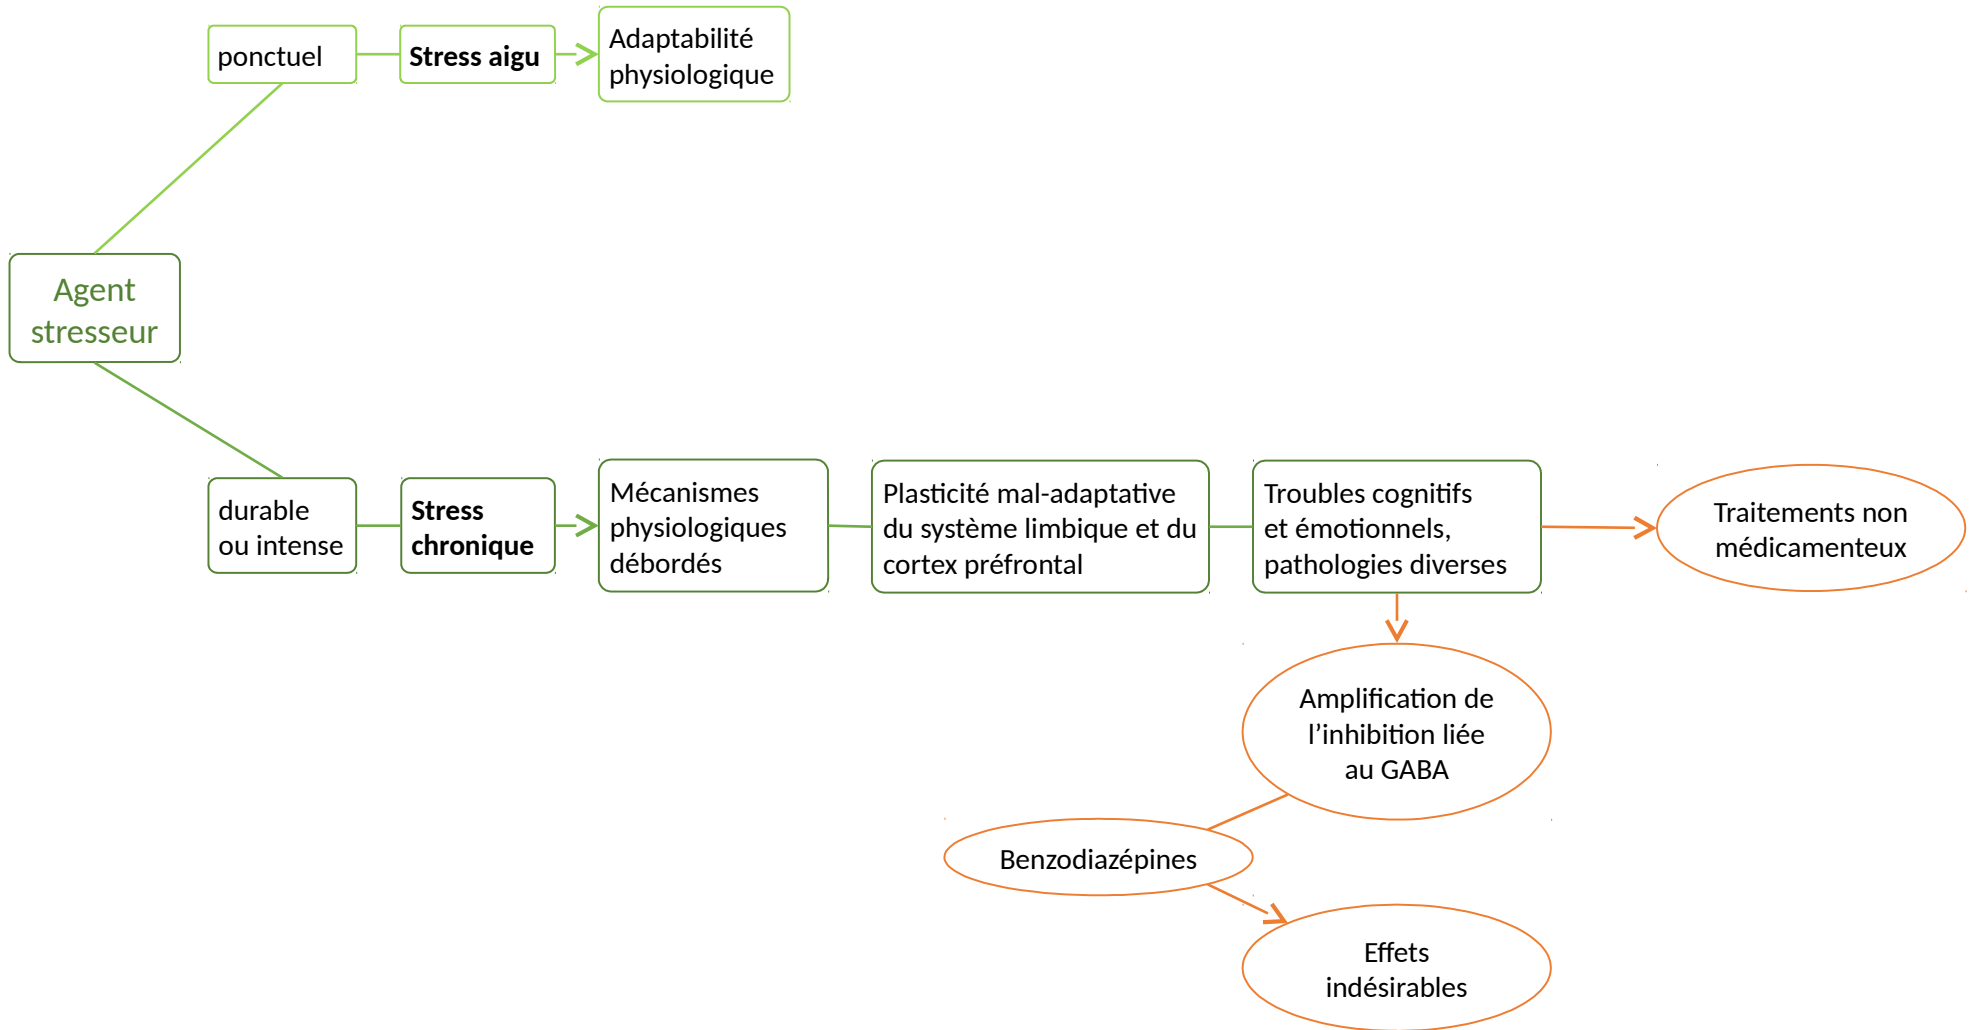 ponctuel
Stress aigu
Adaptabilité
physiologique
Agent
stresseur
durable
ou intense
Stress
chronique
Mécanismes
physiologiques
débordés
Plasticité mal-adaptative
du système limbique et du
cortex préfrontal
Troubles cognitifs
et émotionnels,
pathologies diverses
Traitements non
médicamenteux
Amplification de
l’inhibition liée
au GABA
Benzodiazépines
Effets
indésirables